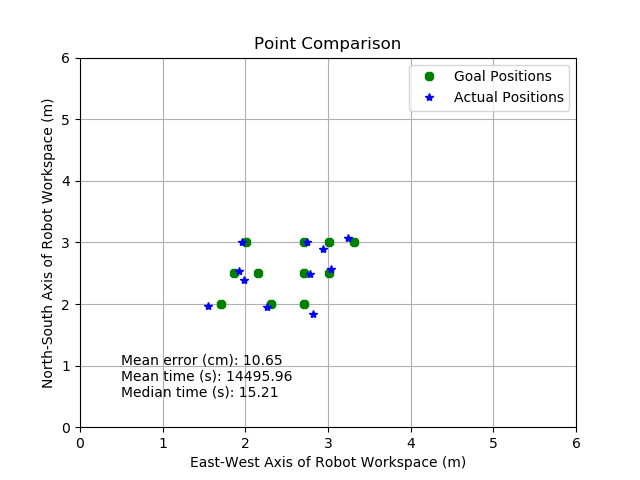 Point Comparison
Goal Positions
Actual Positions
6
5
4
3
2
1
0
North-South Axis of Robot Workspace (m)
Mean error (cm): 10.65
Mean time (s): 14495.96
Median time (s): 15.21
0 1 2 3 4 5 6
East-West Axis of Robot Workspace (m)